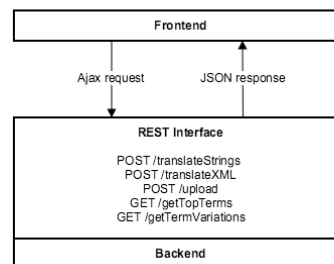 Frontend
Ajax request
JSON response
REST Interface
POST /translateStrings
POST /translateXML
POST /upload
GET /getTopTerms
GET /getTermVariations
Backend